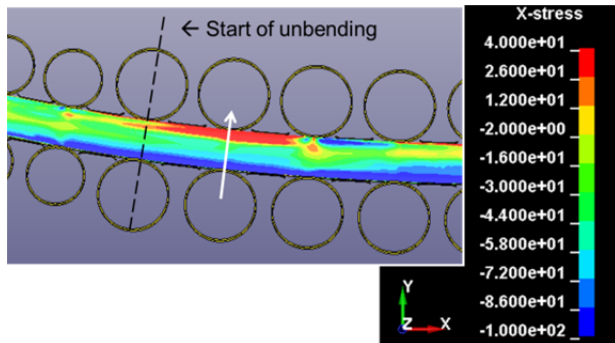 ← Start of unbending
X-stress
4.000e+01
2.600e+01
1.200e+01
-2.000e+00
-1.600e+01
-3.000e+01
-4.400e+01
-5.800e+01
-7.200e+01
-8.600e+01
-1.000e+02
Y
Z
X